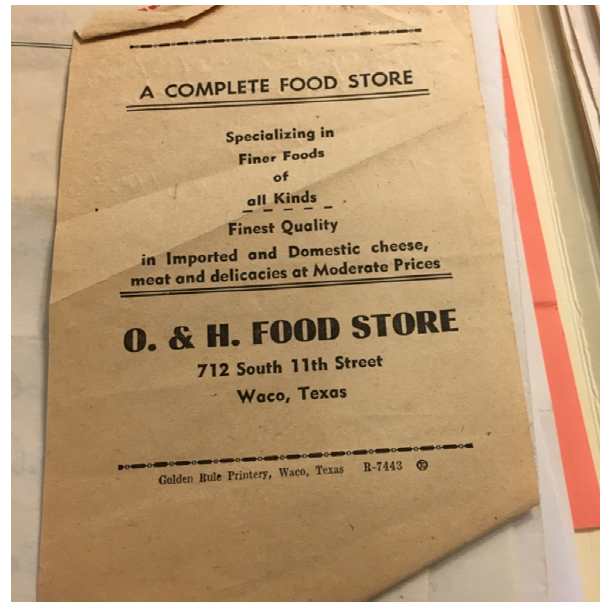 A COMPLETE FOOD STORE
Specializing in
Finer Foods
of
all Kinds
Finest Quality
in Imported and Domestic cheese,
meat and delicacies at Moderate Prices
O. & H. FOOD STORE
712 South 11th Street
Waco, Texas
Golden Rule Printery, Waco, Texas R-7443